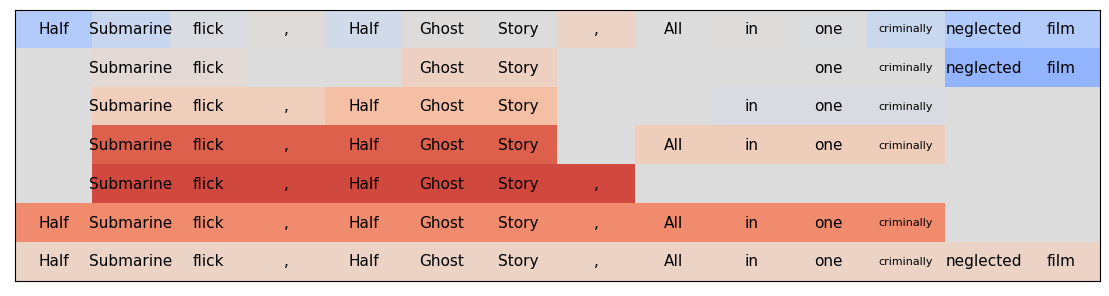 Half Submarine flick , Half Ghost Story , All in one criminally neglected film
Submarine flick Ghost Story one criminally neglected film
Submarine flick , Half Ghost Story in one criminally
Submarine flick , Half Ghost Story All in one criminally
Submarine flick , Half Ghost Story ,
Half Submarine flick , Half Ghost Story , All in one criminally
Half Submarine flick , Half Ghost Story , All in one criminally neglected film